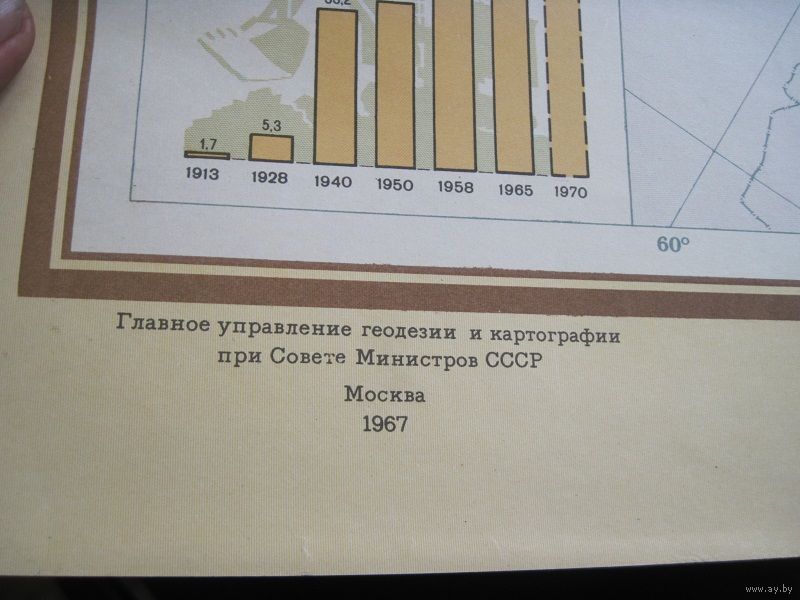 1,7
5,3
1913 1928 1940 1950 1958 1965 1970
60°
Главное управление геодезии и картографии
при Совете Министров СССР
Москва
1967
www.ay.by